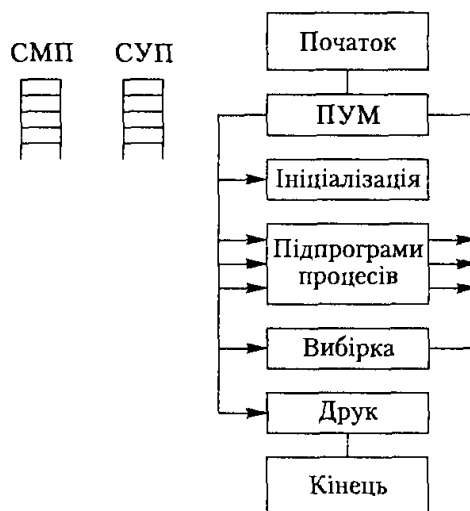 СМП СУП
Початок
ПУМ
Ініціалізація
Підпрограми
процесів
Вибірка
Друк
Кінець